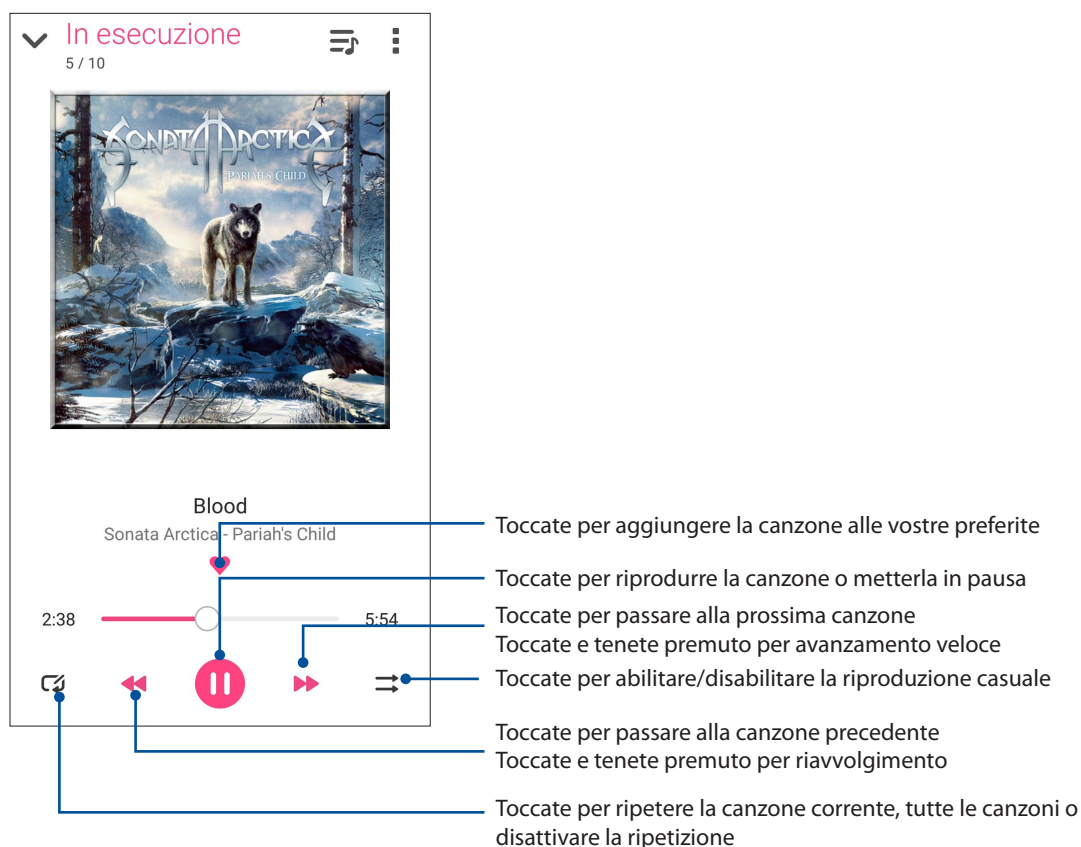 In esecuzione
5 / 10
SONATA ARCTICA
PARIAH'S CHILD
Blood
Sonata Arctica - Pariah's Child
2:38
5:54
Toccate per aggiungere la canzone alle vostre preferite
Toccate per riprodurre la canzone o metterla in pausa
Toccate per passare alla prossima canzone
Toccate e tenete premuto per avanzamento veloce
Toccate per abilitare/disabilitare la riproduzione casuale
Toccate per passare alla canzone precedente
Toccate e tenete premuto per riavvolgimento
Toccate per ripetere la canzone corrente, tutte le canzoni o
disattivare la ripetizione